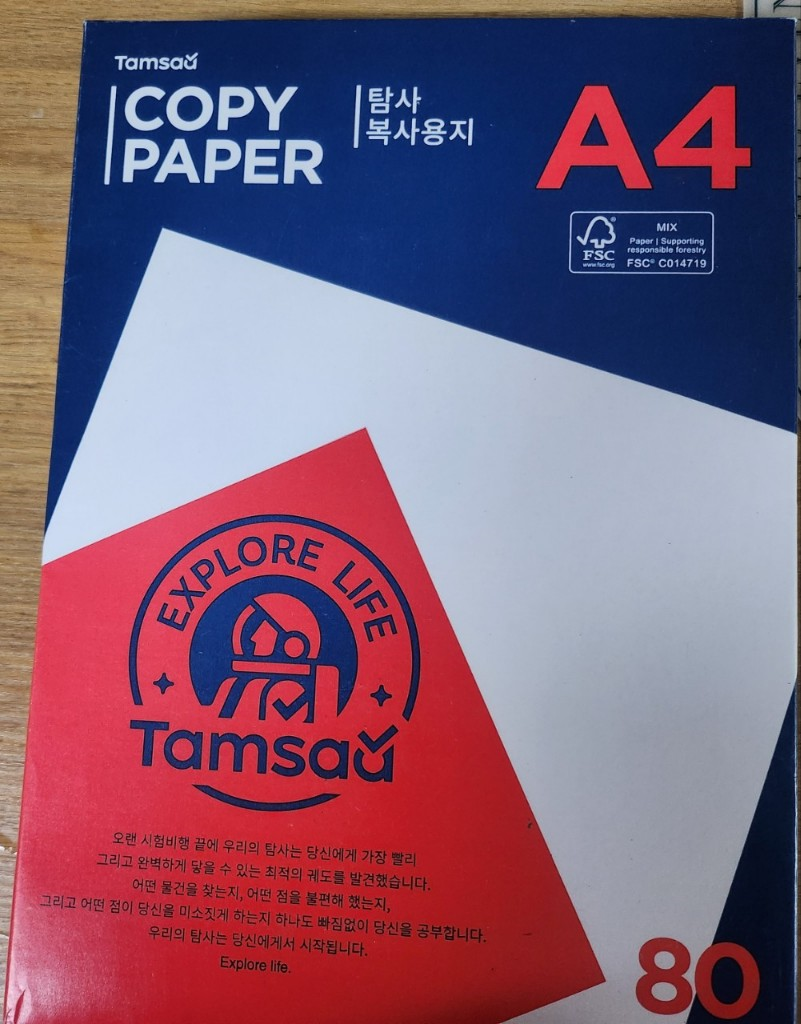 Tamsaa
COPY
PAPER
탐사
복사용지
A4
MIX
Paper | Supporting
responsible forestry
FSC® C014719
FSC
www.fsc.org
EXPLORE LIFE
Tamsaa
오랜 시험비행 끝에 우리의 탐사는 당신에게 가장 빨리
그리고 완벽하게 닿을 수 있는 최적의 궤도를 발견했습니다.
어떤 물건을 찾는지, 어떤 점을 불편해 했는지,
그리고 어떤 점이 당신을 미소짓게 하는지 하나도 빠짐없이 당신을 공부합니다.
우리의 탐사는 당신에게서 시작됩니다.
Explore life.
80